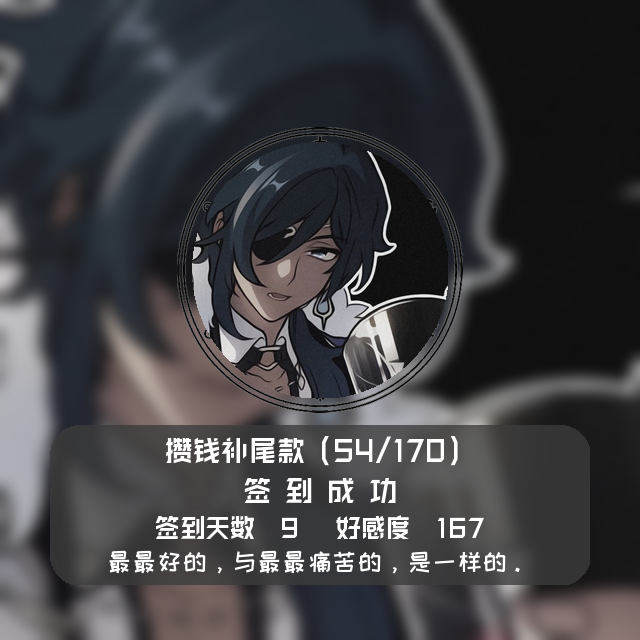 攒钱补尾款（54/170）
签到成功
签到天数 9 好感度 167
最最好的，与最最痛苦的，是一样的。